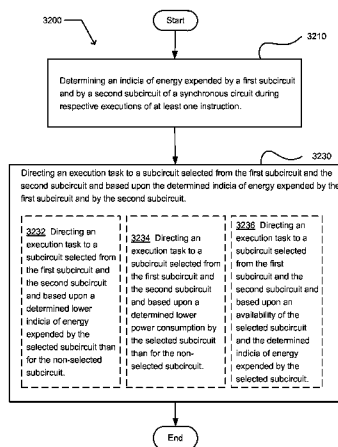 3200
Start
3210
Determining an indicia of energy expended by a first subcircuit
and by a second subcircuit of a synchronous circuit during
respective executions of at least one instruction.
3230
Directing an execution task to a subcircuit selected from the first subcircuit and the
second subcircuit and based upon the determined indicia of energy expended by the
first subcircuit and by the second subcircuit.
3232 Directing an
execution task to a
subcircuit selected
from the first
subcircuit and the
second subcircuit
and based upon a
determined lower
indicia of energy
expended by the
selected subcircuit than
for the non-selected
subcircuit.
3234 Directing an
execution task to a
subcircuit selected
from the first
subcircuit and the
second subcircuit
and based upon a
determined lower
power consumption by
the selected subcircuit
than for the non-
selected subcircuit.
3236 Directing an
execution task to a
subcircuit selected
from the first
subcircuit and the
second subcircuit and
based upon an
availability of the
selected subcircuit
and the determined
indicia of energy
expended by the
selected subcircuit.
End